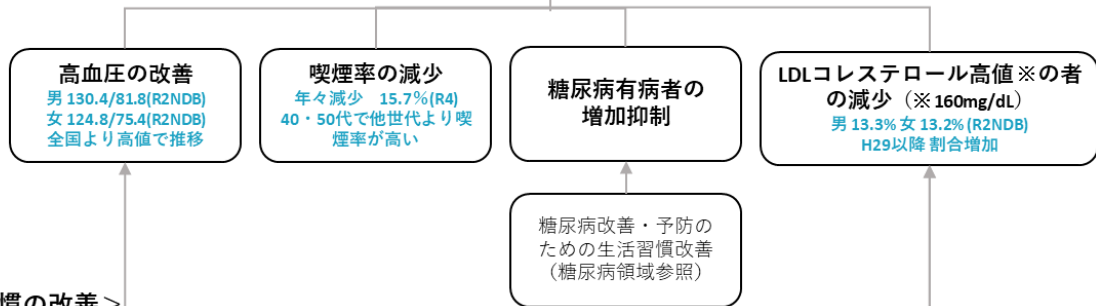 高血圧の改善
男 130.4/81.8(R2NDB)
女 124.8/75.4(R2NDB)
全国より高値で推移
喫煙率の減少
年々減少　15.7%(R4)
40・50代で他世代より喫
煙率が高い
糖尿病有病者の
増加抑制
LDLコレステロール高値※の者
の減少（※160mg/dL）
男 13.3% 女 13.2% (R2NDB)
H29以降 割合増加
糖尿病改善・予防の
ための生活習慣改善
（糖尿病領域参照）
慣の改善＞